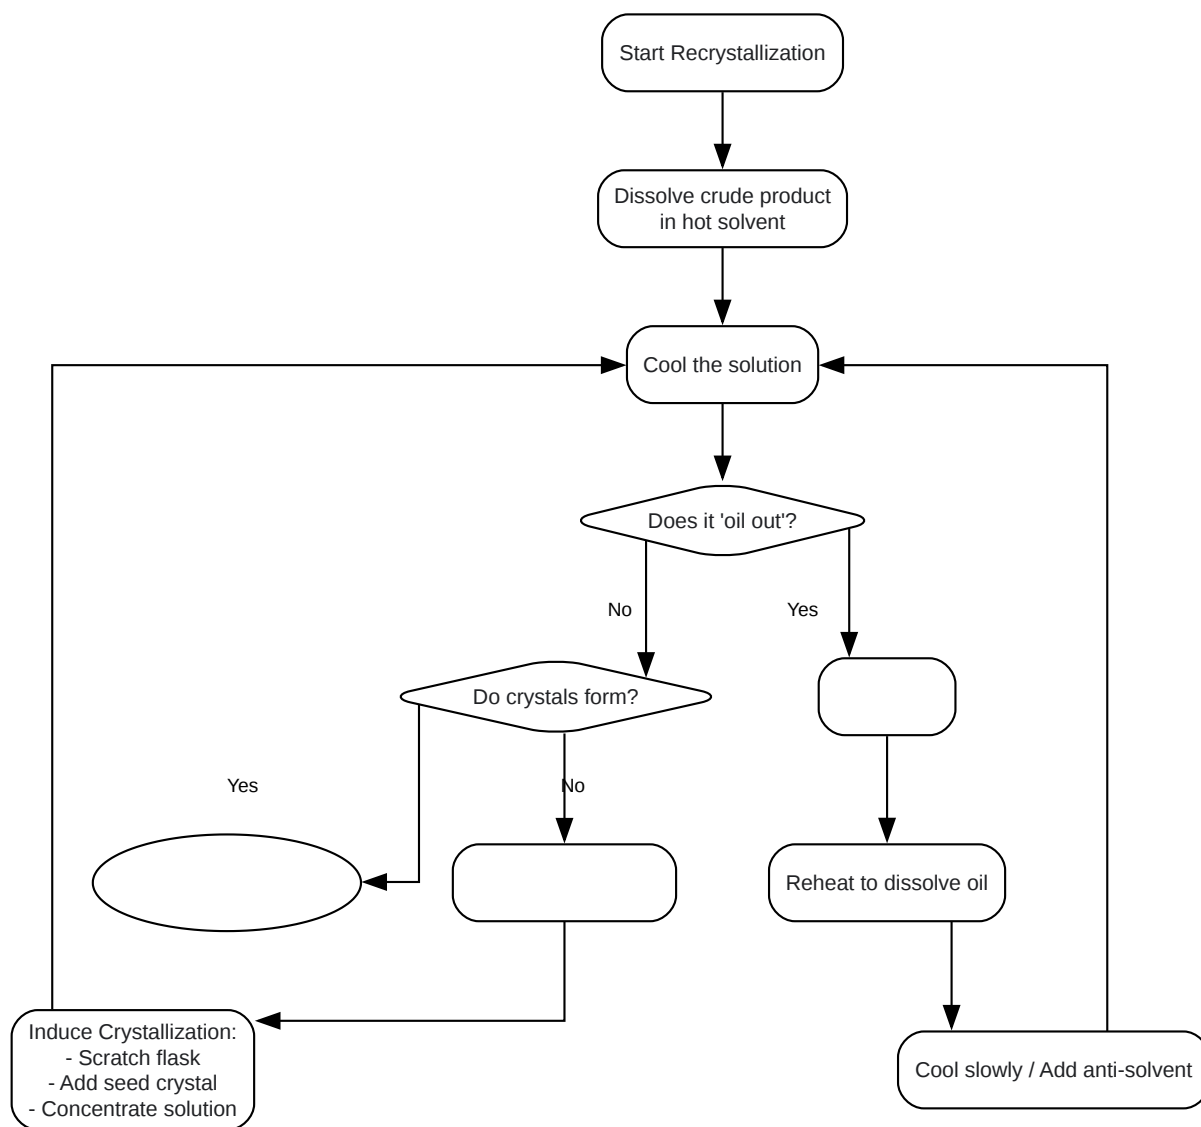 Start Recrystallization
Dissolve crude product
in hot solvent
Cool the solution
Does it 'oil out'?
No
Yes
Do crystals form?
Yes
No
Reheat to dissolve oil
Induce Crystallization:
- Scratch flask
- Add seed crystal
- Concentrate solution
Cool slowly / Add anti-solvent